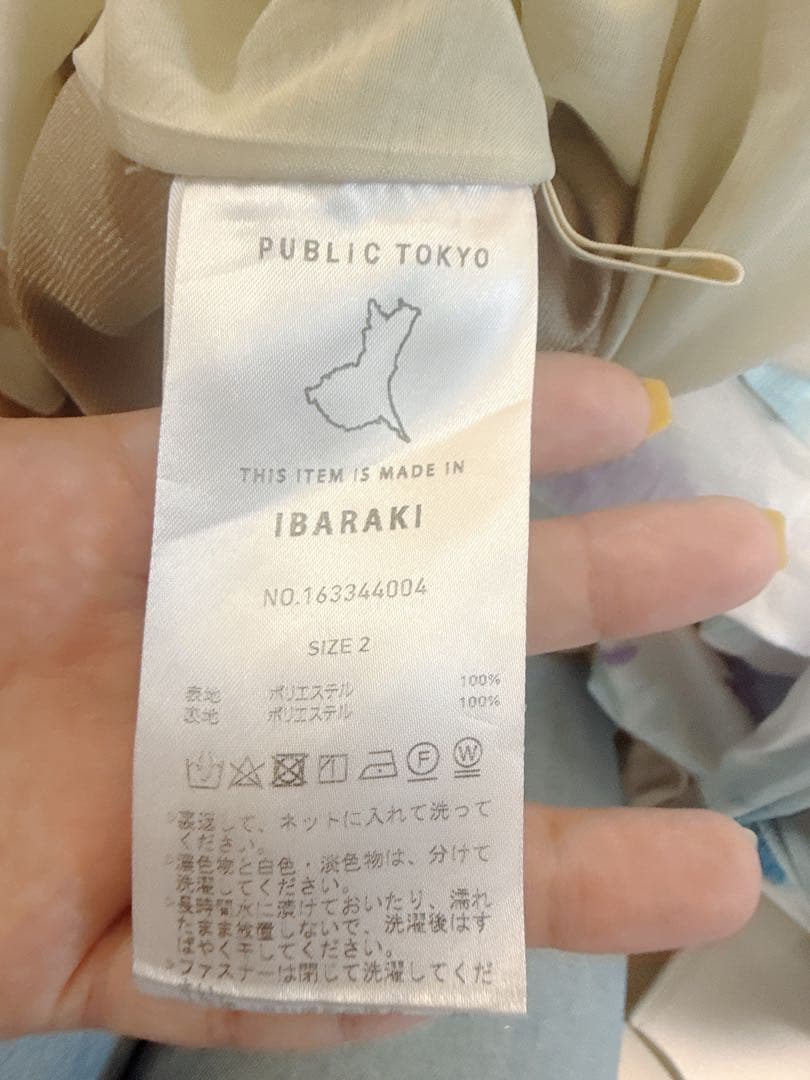 PUBLIC TOKYO
THIS ITEM IS MADE IN
IBARAKI
NO.163344004
SIZE 2
表地 ポリエステル 100%
裏地 ポリエステル 100%
F W
裏返して、ネットに入れて洗って
ください。
濃色物と白色・淡色物は、分けて
洗濯してください。
長時間水に漬けておいたり、濡れ
たまま放置しないで、洗濯後はす
ばやく干してください。
ファスナーは閉じて洗濯してくだ
さい。